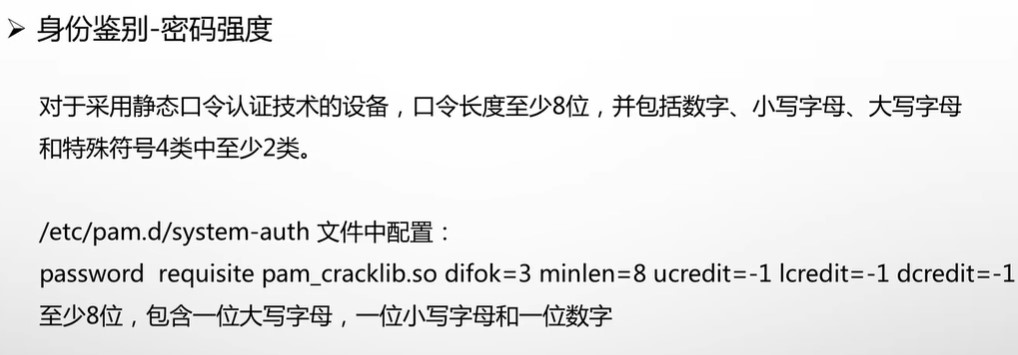 ➢ 身份鉴别-密码强度
对于采用静态口令认证技术的设备，口令长度至少8位，并包括数字、小写字母、大写字母
和特殊符号4类中至少2类。
/etc/pam.d/system-auth 文件中配置：
password  requisite pam_cracklib.so difok=3 minlen=8 ucredit=-1 lcredit=-1 dcredit=-1
至少8位，包含一位大写字母，一位小写字母和一位数字